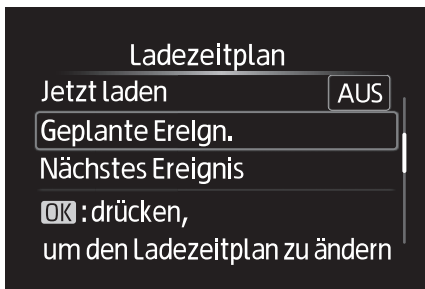 Ladezeitplan
Jetzt laden AUS
Geplante Ereign.
Nächstes Ereignis
OK : drücken,
um den Ladezeitplan zu ändern